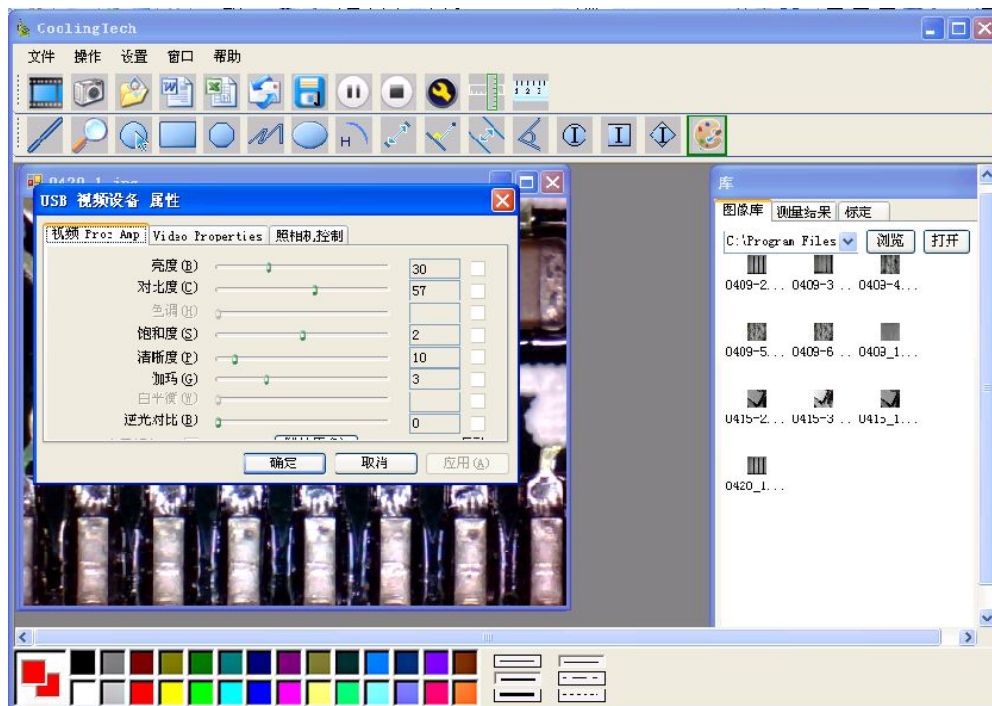 CoolingTech
文件 操作 设置 窗口 帮助
0420_1.jpg
USB 视频设备 属性
视频 Proc Amp Video Properties 照相机控制
亮度(B) 30
对比度(C) 57
色调(H)
饱和度(S) 2
清晰度(P) 10
伽玛(G) 3
白平衡(W)
逆光对比(B) 0
确定 取消 应用(A)
库
图像库 测量结果 标定
C:\Program Files 浏览 打开
0409-2... 0409-3... 0409-4...
0409-5... 0409-6... 0409_1...
0415-2... 0415-3... 0415_1...
0420_1...